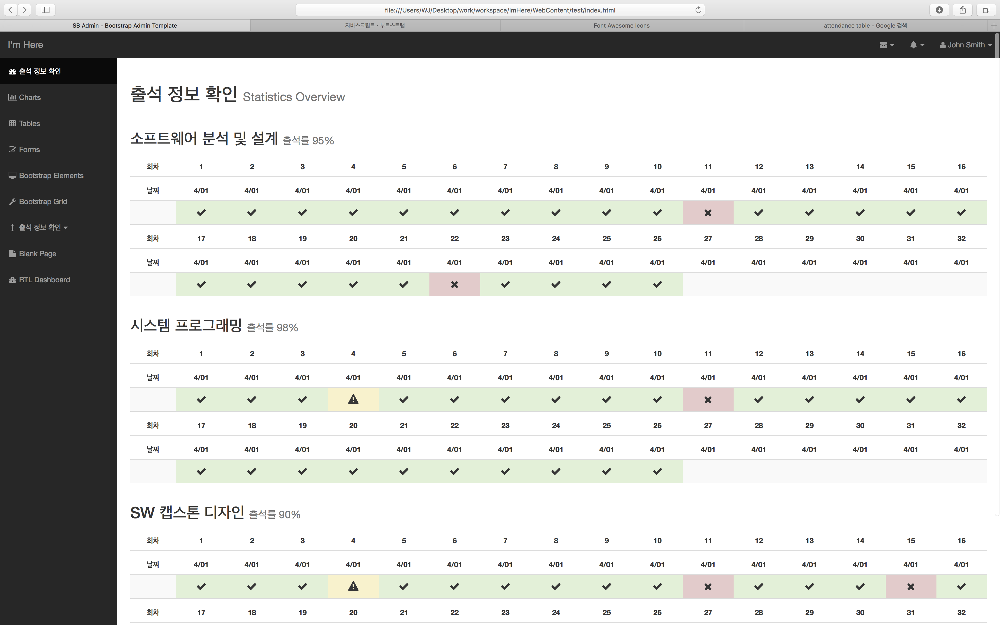 file:///Users/WJ/Desktop/work/workspace/ImHere/WebContent/test/index.html
SB Admin - Bootstrap Admin Template
자바스크립트 · 부트스트랩
Font Awesome Icons
attendance table - Google 검색
I'm Here
John Smith
출석 정보 확인
Charts
Tables
Forms
Bootstrap Elements
Bootstrap Grid
출석 정보 확인
Blank Page
RTL Dashboard
출석 정보 확인 Statistics Overview
소프트웨어 분석 및 설계 출석률 95%
회차 1 2 3 4 5 6 7 8 9 10 11 12 13 14 15 16
날짜 4/01 4/01 4/01 4/01 4/01 4/01 4/01 4/01 4/01 4/01 4/01 4/01 4/01 4/01 4/01 4/01
회차 17 18 19 20 21 22 23 24 25 26 27 28 29 30 31 32
날짜 4/01 4/01 4/01 4/01 4/01 4/01 4/01 4/01 4/01 4/01 4/01 4/01 4/01 4/01 4/01 4/01
시스템 프로그래밍 출석률 98%
회차 1 2 3 4 5 6 7 8 9 10 11 12 13 14 15 16
날짜 4/01 4/01 4/01 4/01 4/01 4/01 4/01 4/01 4/01 4/01 4/01 4/01 4/01 4/01 4/01 4/01
회차 17 18 19 20 21 22 23 24 25 26 27 28 29 30 31 32
날짜 4/01 4/01 4/01 4/01 4/01 4/01 4/01 4/01 4/01 4/01 4/01 4/01 4/01 4/01 4/01 4/01
SW 캡스톤 디자인 출석률 90%
회차 1 2 3 4 5 6 7 8 9 10 11 12 13 14 15 16
날짜 4/01 4/01 4/01 4/01 4/01 4/01 4/01 4/01 4/01 4/01 4/01 4/01 4/01 4/01 4/01 4/01
회차 17 18 19 20 21 22 23 24 25 26 27 28 29 30 31 32